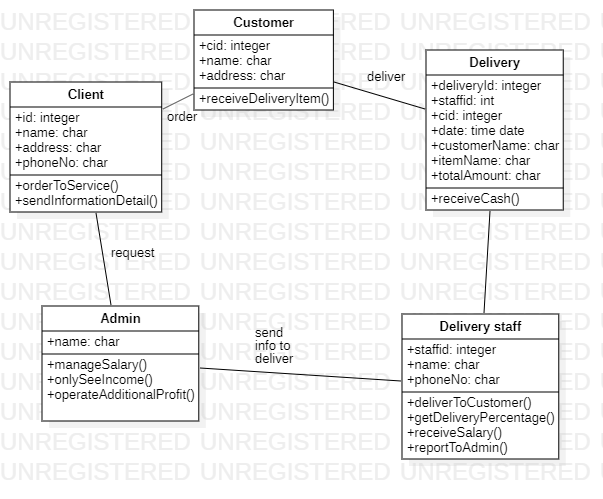 Customer
+cid: integer
+name: char
+address: char
+receiveDeliveryItem()
deliver
Delivery
+deliveryId: integer
+staffid: int
+cid: integer
+date: time date
+customerName: char
+itemName: char
+totalAmount: char
+receiveCash()
Client
+id: integer
+name: char
+address: char
+phoneNo: char
+orderToService()
+sendInformationDetail()
order
request
Admin
+name: char
+manageSalary()
+onlySeeIncome()
+operateAdditionalProfit()
send
info to
deliver
Delivery staff
+staffid: integer
+name: char
+phoneNo: char
+deliverToCustomer()
+getDeliveryPercentage()
+receiveSalary()
+reportToAdmin()
UNREGISTERED